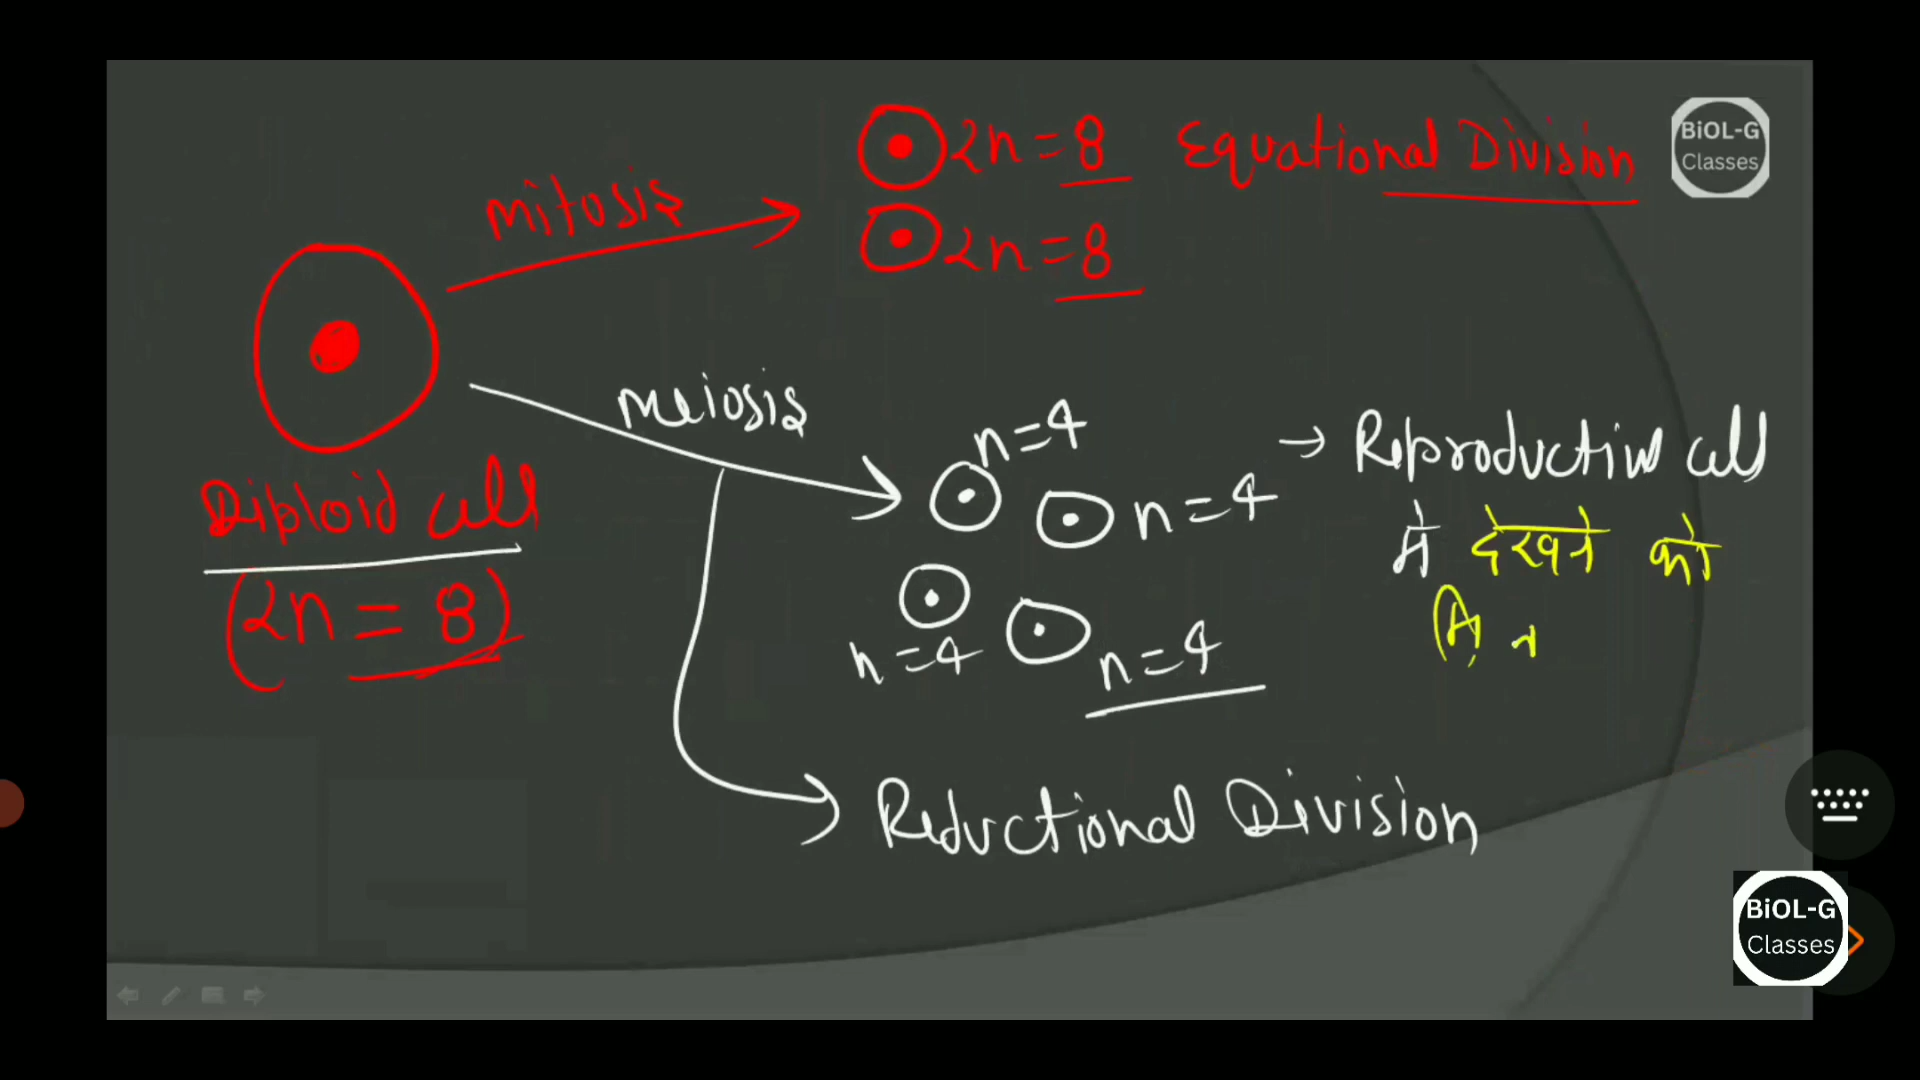 2n = 8 Equational Division
BiOL-G
Classes
mitosis
2n = 8
meiosis
n = 4
→ Reproductive cell
n = 4
Diploid cell
में देखने को
(2n = 8)
n = 4
n = 4
Reductional Division
BiOL-G
Classes